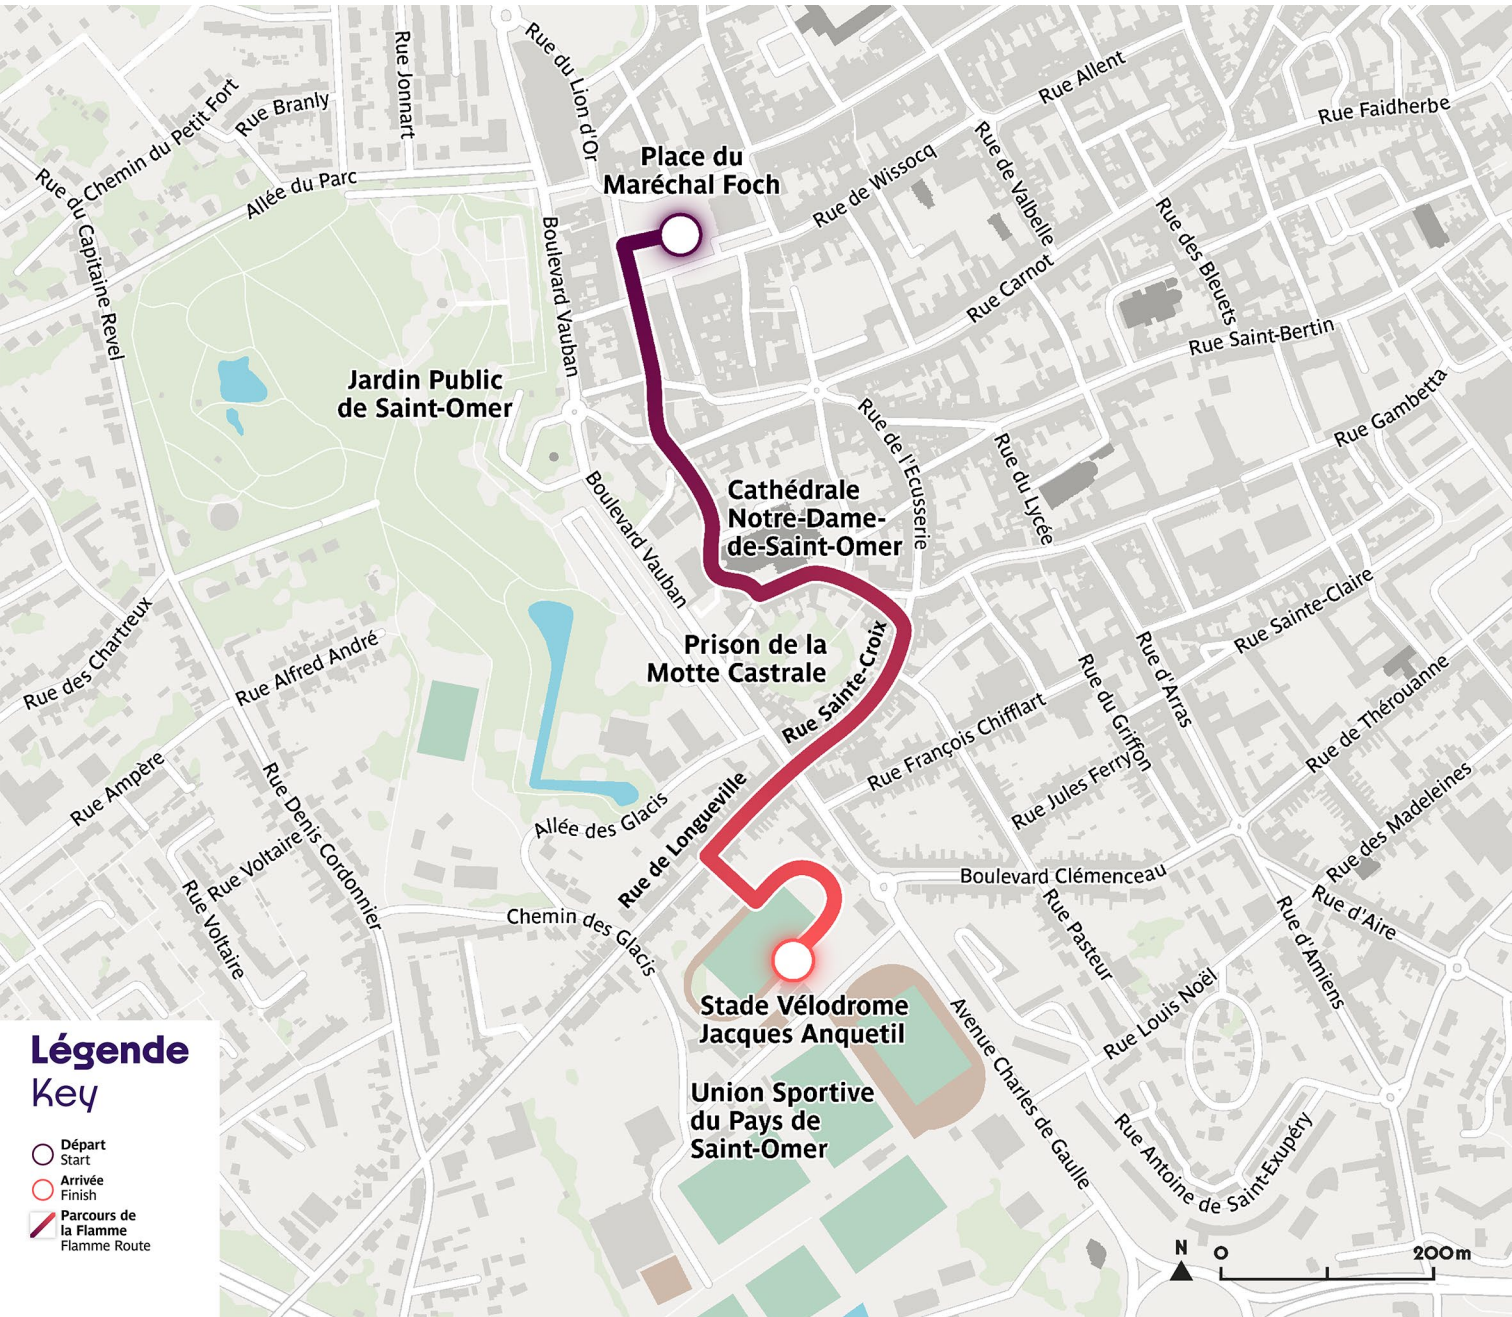 Rue du Lion d'Or
Rue Jonnart
Rue Branly
Chemin du Petit Fort
Rue Allent
Rue Faidherbe
Place du
Maréchal Foch
Rue de Wissocq
Rue de Valbelle
Allée du Parc
Rue du Capitaine Revel
Boulevard Vauban
Rue des Bleuets
Rue Carnot
Rue Saint-Bertin
Jardin Public
de Saint-Omer
Rue Gambetta
Rue de l'Ecusserie
Rue du Lycée
Boulevard Vauban
Cathédrale
Notre-Dame-
de-Saint-Omer
Rue des Chartreux
Rue Alfred André
Rue Sainte-Claire
Prison de la
Motte Castrale
Rue Sainte-Croix
Rue d'Arras
Rue du Griffon
Rue de Thérouanne
Rue François Chifflart
Rue Jules Ferry
Rue Ampère
Rue Denis Cordonnier
Rue de Longueville
Allée des Glacis
Rue Voltaire
Rue Voltaire
Rue des Madeleines
Boulevard Clémenceau
Chemin des Glacis
Rue Pasteur
Rue d'Aire
Rue d'Amiens
Rue Louis Noël
Stade Vélodrome
Jacques Anquetil
Avenue Charles de Gaulle
Union Sportive
du Pays de
Saint-Omer
Rue Antoine de Saint-Exupéry
Légende
Key
Départ
Start
Arrivée
Finish
Parcours de
la Flamme
Flamme Route
N
0
200m